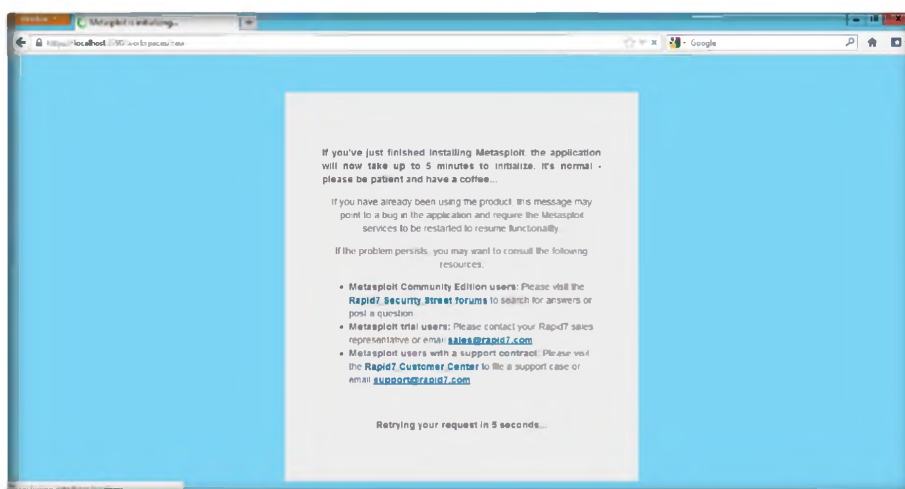 Metasploit is initializing...
localhost
Google
If you've just finished installing Metasploit, the application
will now take up to 5 minutes to initialize. It's normal -
please be patient and have a coffee...
If you have already been using the product, this message may
point to a bug in the application and require the Metasploit
services to be restarted to resume functionality.
If the problem persists, you may want to consult the following
resources.
• Metasploit Community Edition users: Please visit the
Rapid7 Security Street forums to search for answers or
post a question
• Metasploit trial users: Please contact your Rapid7 sales
representative or email sales@rapid7.com
• Metasploit users with a support contract: Please visit
the Rapid7 Customer Center to file a support case or
email support@rapid7.com
Retrying your request in 5 seconds...